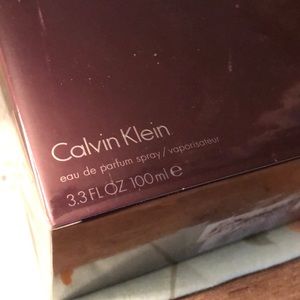 Calvin Klein
eau de parfum spray/vaporisateur
3.3 FL OZ 100 ml ℮